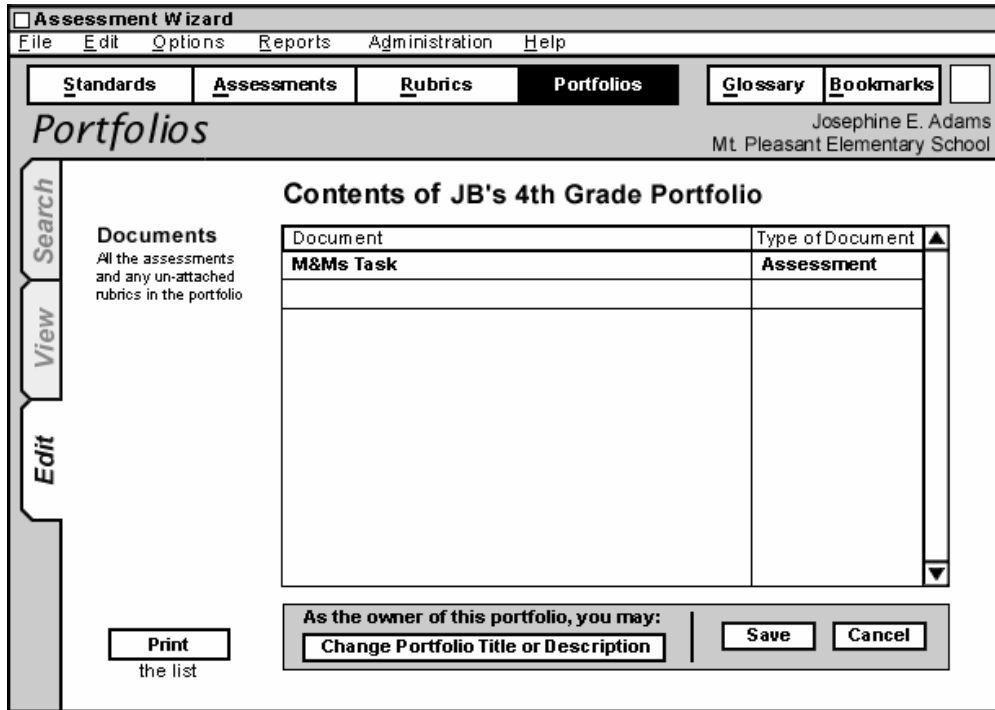 Assessment Wizard
File Edit Options Reports Administration Help
Standards Assessments Rubrics Portfolios Glossary Bookmarks
Portfolios
Josephine E. Adams
Mt. Pleasant Elementary School
Search
View
Edit
Contents of JB's 4th Grade Portfolio
Documents
All the assessments
and any un-attached
rubrics in the portfolio
Document Type of Document
M&Ms Task Assessment
Print
the list
As the owner of this portfolio, you may:
Change Portfolio Title or Description
Save Cancel